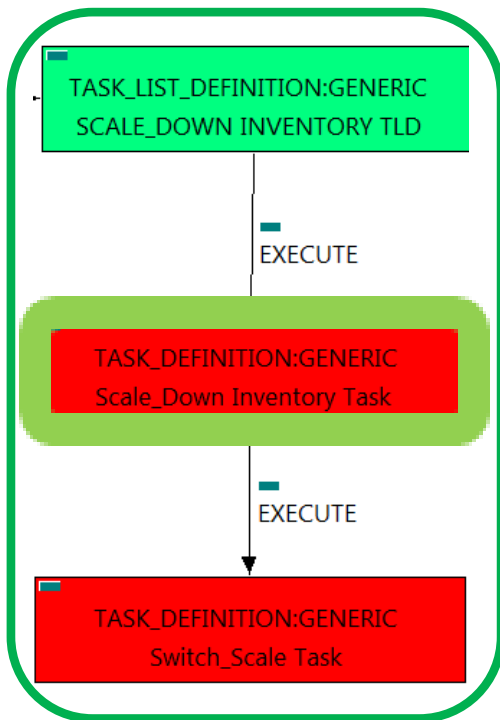 TASK_LIST_DEFINITION:GENERIC
SCALE_DOWN INVENTORY TLD
EXECUTE
TASK_DEFINITION:GENERIC
Scale_Down Inventory Task
EXECUTE
TASK_DEFINITION:GENERIC
Switch_Scale Task